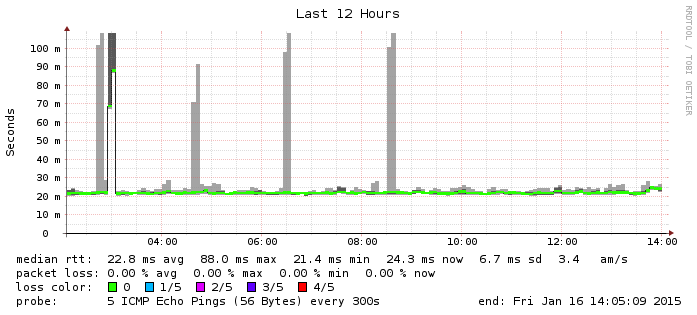 Last 12 Hours
RRDTOOL / TOBI OETIKER
Seconds
100 m
90 m
80 m
70 m
60 m
50 m
40 m
30 m
20 m
10 m
0
04:00 06:00 08:00 10:00 12:00 14:00
median rtt: 22.8 ms avg 88.0 ms max 21.4 ms min 24.3 ms now 6.7 ms sd 3.4 am/s
packet loss: 0.00 % avg 0.00 % max 0.00 % min 0.00 % now
loss color: 0 1/5 2/5 3/5 4/5
probe: 5 ICMP Echo Pings (56 Bytes) every 300s end: Fri Jan 16 14:05:09 2015